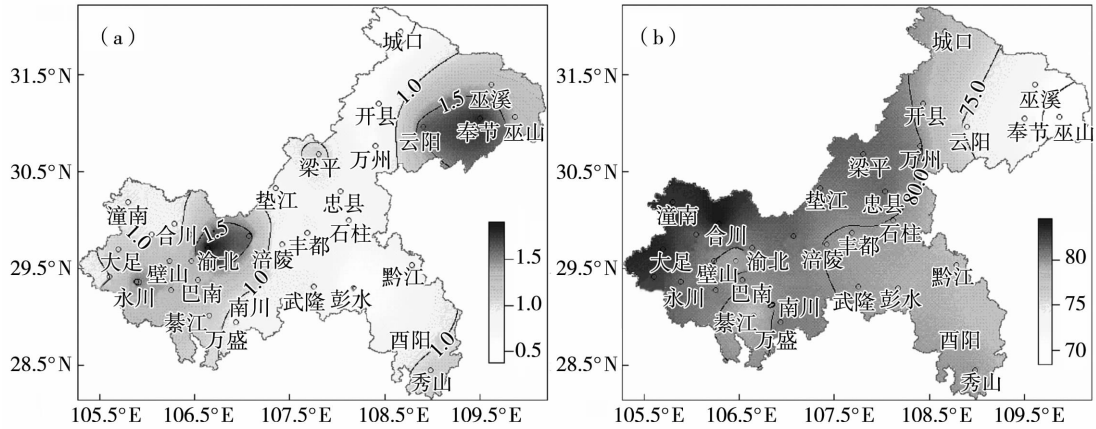 (a)
城口
31.5°N
1.0
1.5
巫溪
开县
云阳
奉节
巫山
30.5°N
梁平
万州
垫江
忠县
潼南
1.0
合川
1.5
石柱
丰都
涪陵
29.5°N
大足
璧山
渝北
黔江
1.0
永川
巴南
南川
武隆
彭水
綦江
万盛
酉阳
1.0
28.5°N
秀山
1.5
1.0
0.5
105.5°E
106.5°E
107.5°E
108.5°E
109.5°E
(b)
城口
31.5°N
75.0
巫溪
开县
云阳
奉节
巫山
30.5°N
梁平
万州
80.0
垫江
忠县
潼南
合川
石柱
丰都
涪陵
29.5°N
大足
璧山
渝北
黔江
永川
巴南
南川
武隆
彭水
綦江
万盛
酉阳
28.5°N
秀山
80
75
70
105.5°E
106.5°E
107.5°E
108.5°E
109.5°E